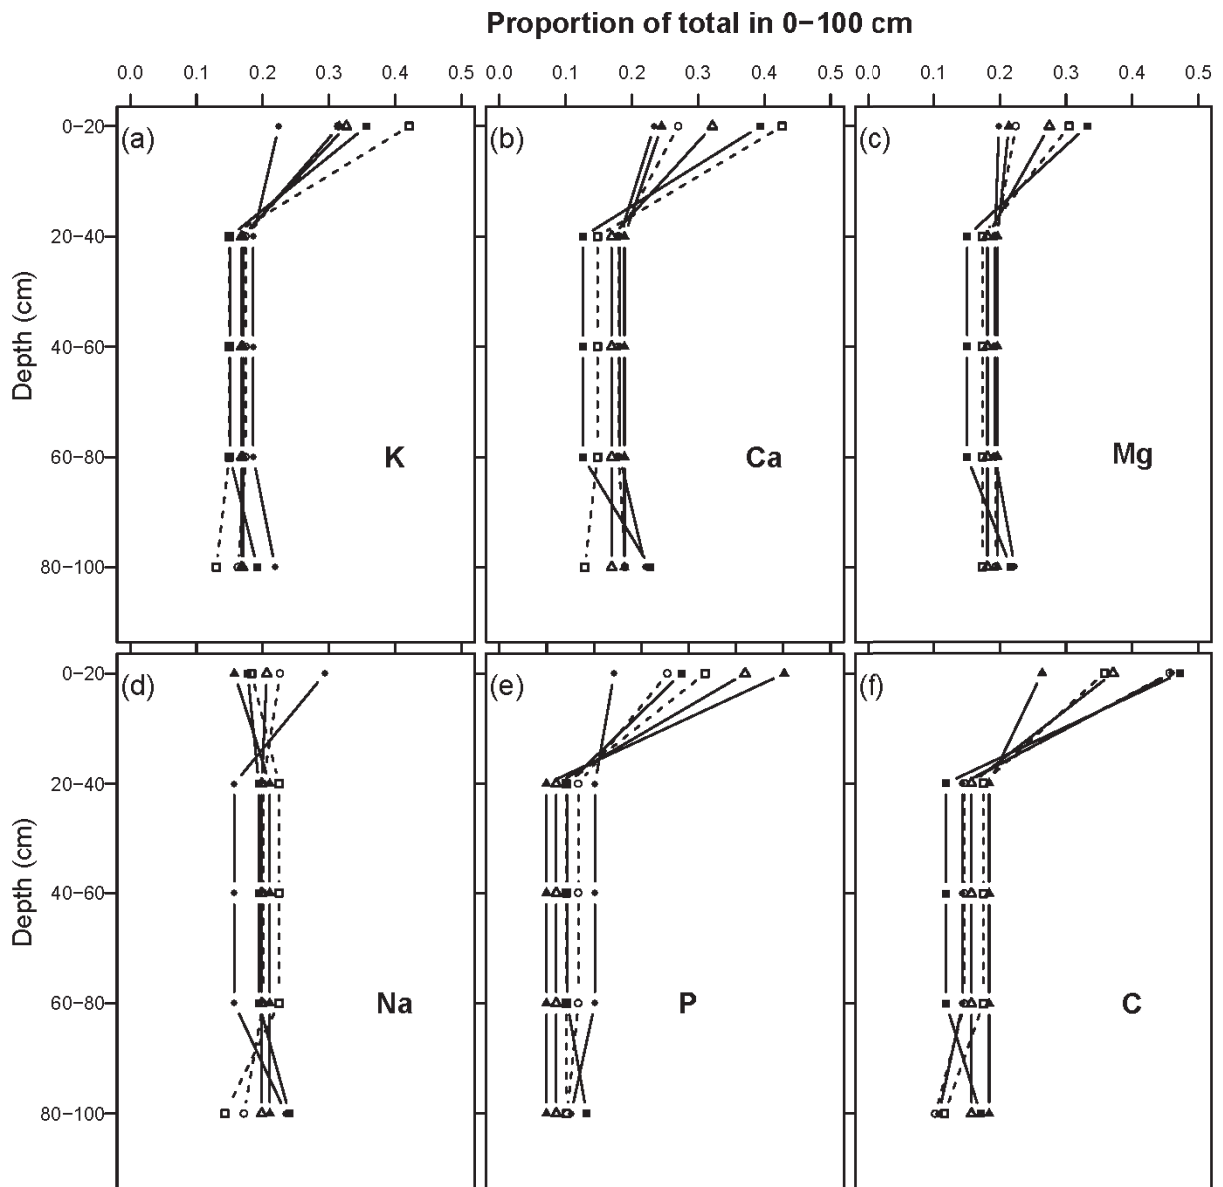 Proportion of total in 0−100 cm
0.0 0.1 0.2 0.3 0.4 0.5 0.0 0.1 0.2 0.3 0.4 0.5 0.0 0.1 0.2 0.3 0.4 0.5
0−20
20−40
40−60
60−80
80−100
Depth (cm)
(a)
K
(b)
Ca
(c)
Mg
0−20
20−40
40−60
60−80
80−100
Depth (cm)
(d)
Na
(e)
P
(f)
C